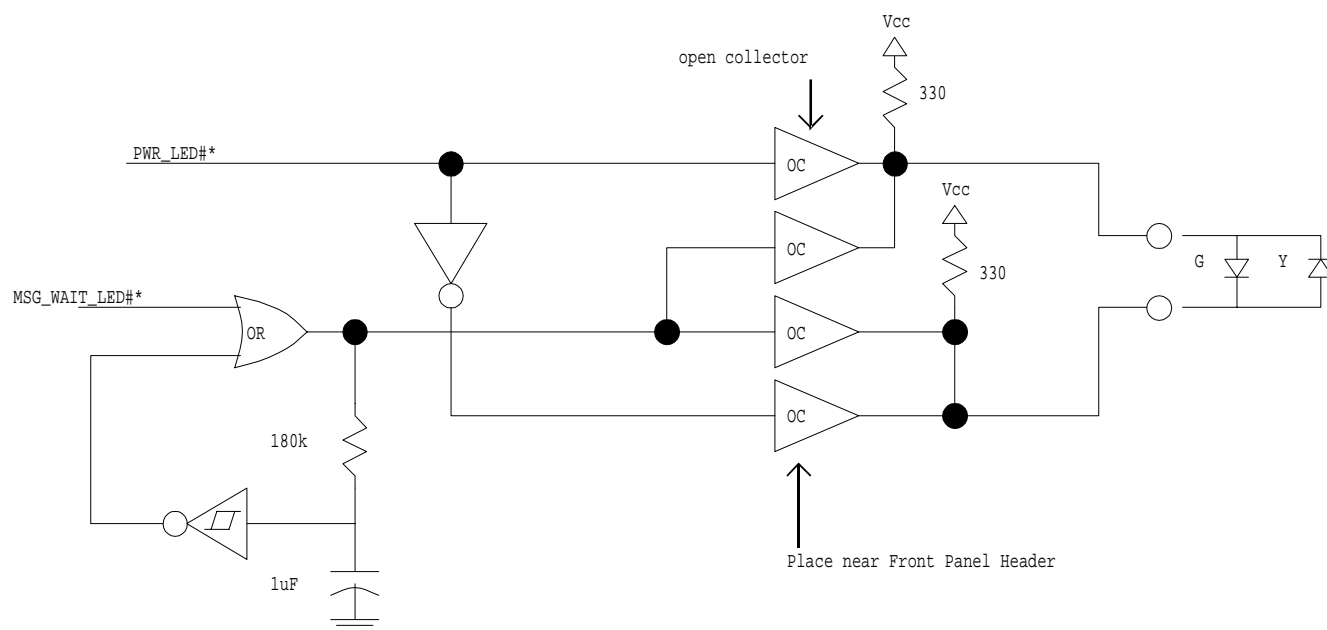 Vcc
open collector
330
PWR_LED#*
OC
Vcc
OC
330
G
Y
MSG_WAIT_LED#*
OR
OC
OC
180k
Place near Front Panel Header
1uF